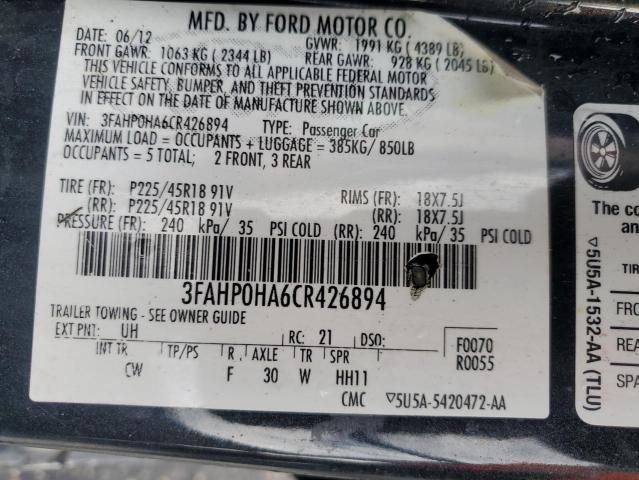 MFD. BY FORD MOTOR CO.
DATE: 06/12 GVWR: 1991 KG ( 4389 LB)
FRONT GAWR: 1063 KG ( 2344 LB) REAR GAWR: 928 KG ( 2045 LB)
THIS VEHICLE CONFORMS TO ALL APPLICABLE FEDERAL MOTOR
VEHICLE SAFETY, BUMPER, AND THEFT PREVENTION STANDARDS
IN EFFECT ON THE DATE OF MANUFACTURE SHOWN ABOVE.
VIN: 3FAHP0HA6CR426894 TYPE: Passenger Car
MAXIMUM LOAD = OCCUPANTS + LUGGAGE = 385KG/ 850LB
OCCUPANTS = 5 TOTAL; 2 FRONT, 3 REAR
TIRE (FR): P225/45R18 91V RIMS (FR): 18X7.5J
(RR): P225/45R18 91V (RR): 18X7.5J
PRESSURE (FR): 240 kPa/ 35 PSI COLD (RR): 240 kPa/ 35 PSI COLD
3FAHP0HA6CR426894
TRAILER TOWING - SEE OWNER GUIDE
EXT PNT: UH RC: 21 DSO: F0070
R0055
INT TR TP/PS R AXLE TR SPR
CW F 30 W HH11
CMC ▽5U5A-5420472-AA
The co
an
TIR
FRO
REA
SPA
▽5U5A-1532-AA (TLU)